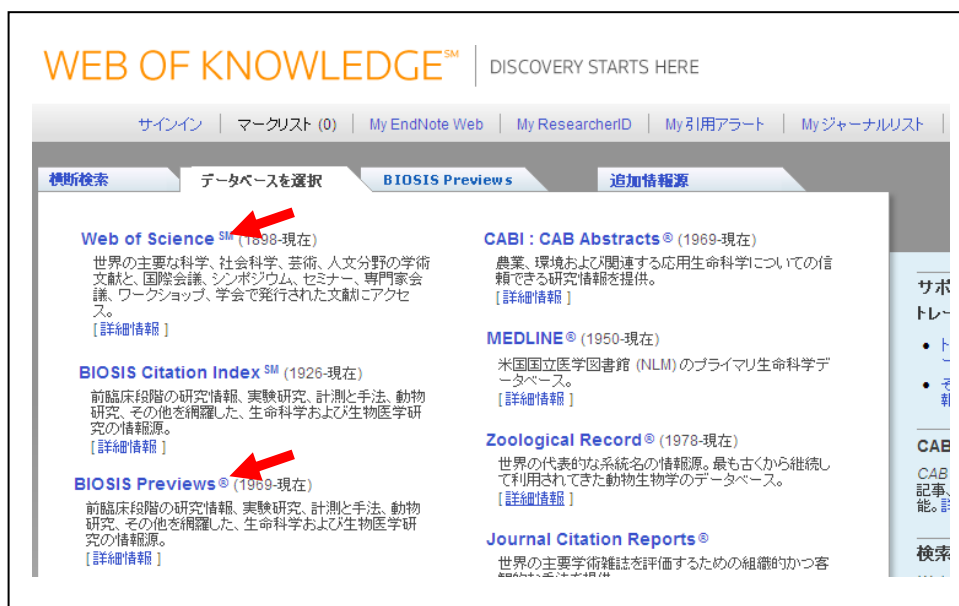 WEB OF KNOWLEDGE℠ DISCOVERY STARTS HERE
サインイン | マークリスト (0) | My EndNote Web | My ResearcherID | My引用アラート | Myジャーナルリスト |
横断検索 データベースを選択 BIOSIS Previews 追加情報源
Web of Science ℠ (1898-現在)
世界の主要な科学、社会科学、芸術、人文分野の学術
文献と、国際会議、シンポジウム、セミナー、専門家会
議、ワークショップ、学会で発行された文献にアクセ
ス。
[ 詳細情報 ]
BIOSIS Citation Index ℠ (1926-現在)
前臨床段階の研究情報、実験研究、計測と手法、動物
研究、その他を網羅した、生命科学および生物医学研
究の情報源。
[ 詳細情報 ]
BIOSIS Previews® (1969-現在)
前臨床段階の研究情報、実験研究、計測と手法、動物
研究、その他を網羅した、生命科学および生物医学研
究の情報源。
[ 詳細情報 ]
CABI : CAB Abstracts® (1969-現在)
農業、環境および関連する応用生命科学についての信
頼できる研究情報を提供。
[ 詳細情報 ]
MEDLINE® (1950-現在)
米国国立医学図書館 (NLM) のプライマリ生命科学デ
ータベース。
[ 詳細情報 ]
Zoological Record® (1978-現在)
世界の代表的な系統名の情報源。最も古くから継続し
て利用されてきた動物生物学のデータベース。
[ 詳細情報 ]
Journal Citation Reports®
世界の主要学術雑誌を評価するための組織的かつ客
サポ
トレー
CAB
CAB
記事、
能。詳
検索